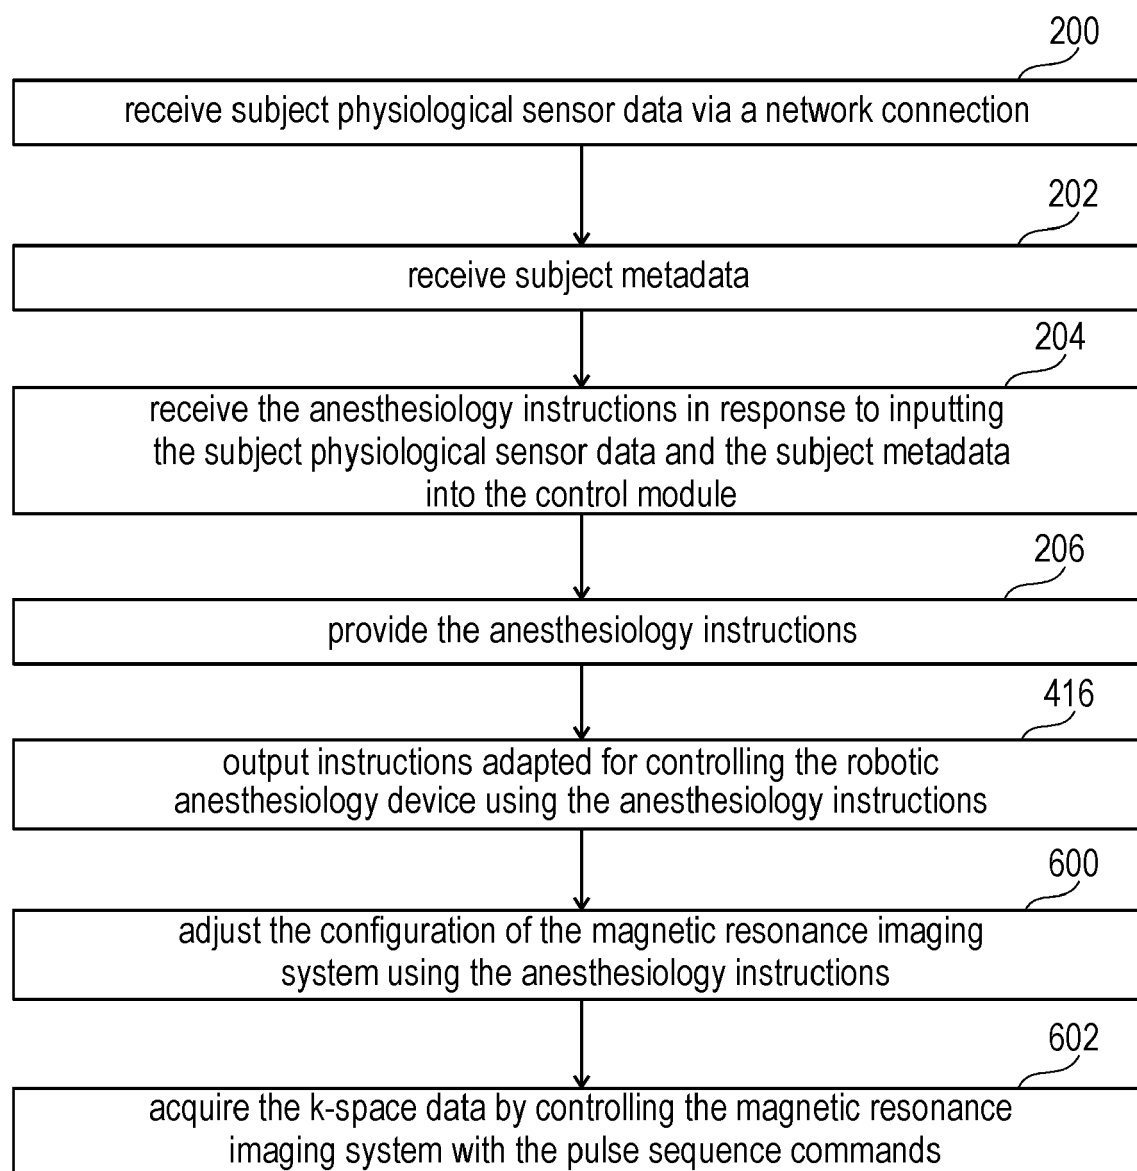 200
receive subject physiological sensor data via a network connection
202
receive subject metadata
204
receive the anesthesiology instructions in response to inputting
the subject physiological sensor data and the subject metadata
into the control module
206
provide the anesthesiology instructions
416
output instructions adapted for controlling the robotic
anesthesiology device using the anesthesiology instructions
600
adjust the configuration of the magnetic resonance imaging
system using the anesthesiology instructions
602
acquire the k-space data by controlling the magnetic resonance
imaging system with the pulse sequence commands